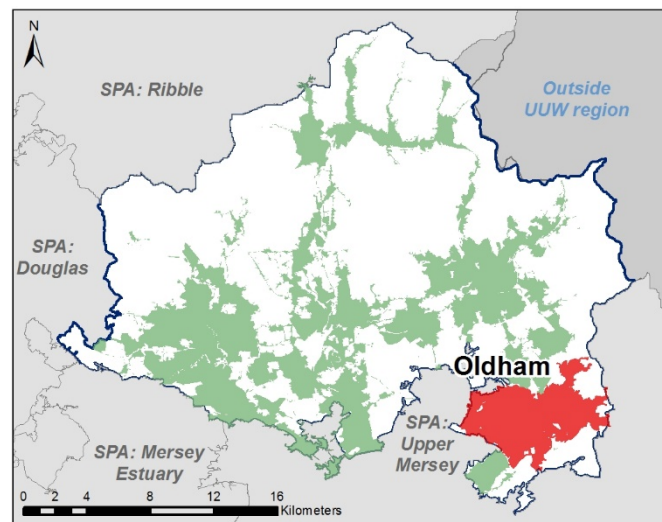 N
SPA: Ribble
Outside
UUW region
SPA:
Douglas
Oldham
SPA:
Upper
Mersey
SPA: Mersey
Estuary
0 2 4 8 12 16
Kilometers